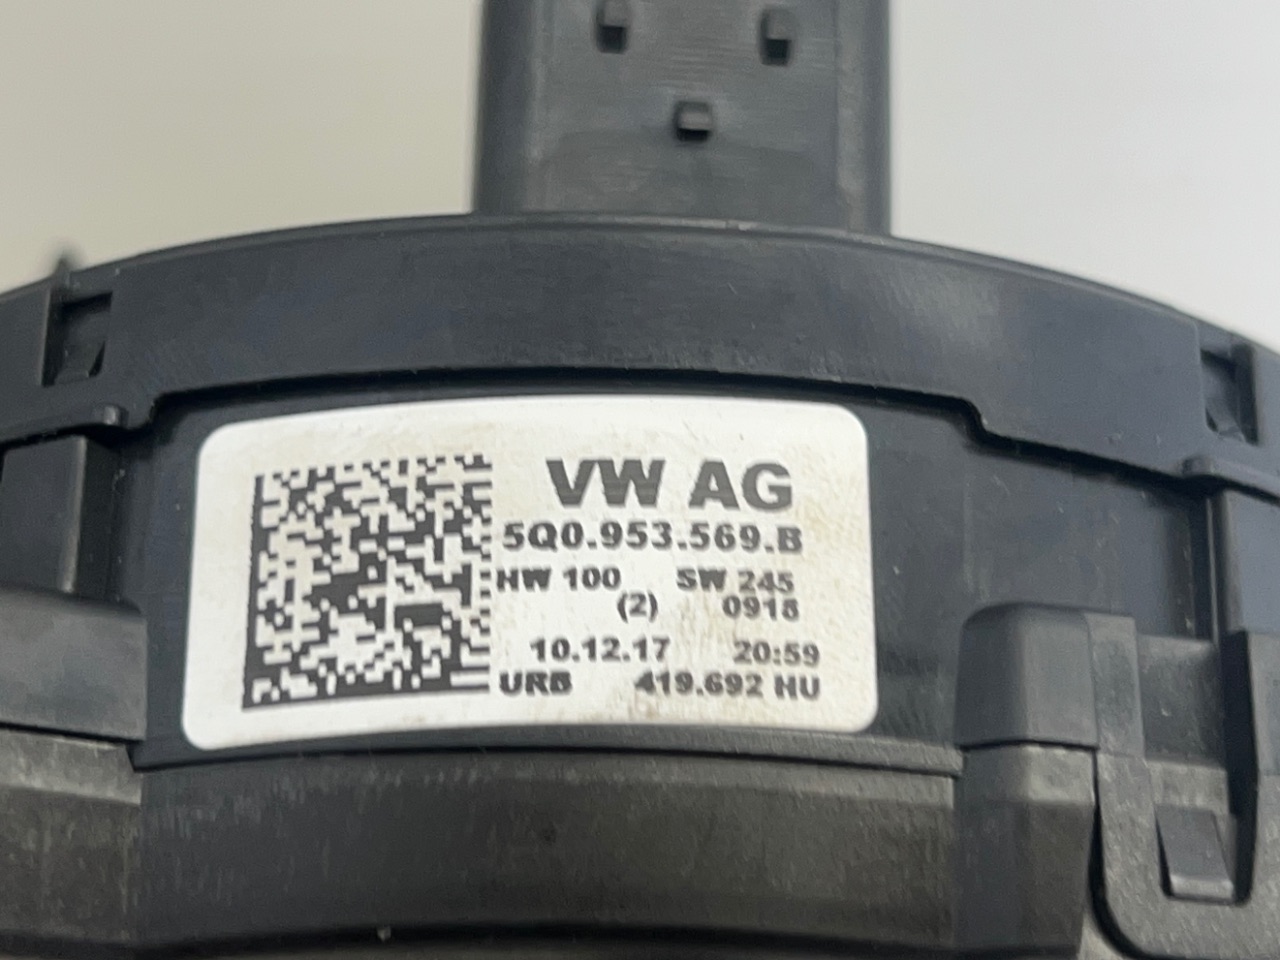 VW AG
5Q0.953.569.B
HW 100 SW 245
(2) 0918
10.12.17 20:59
URB 419.692 HU